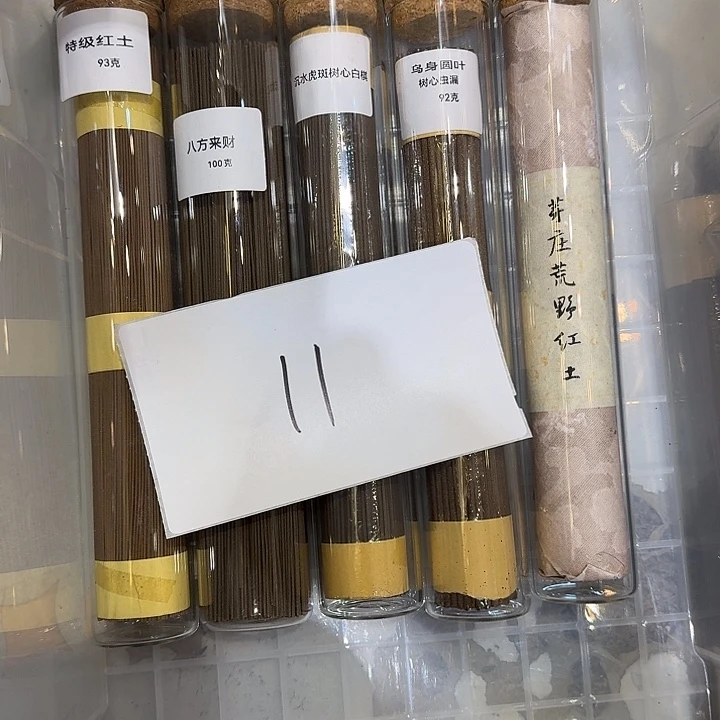 特级红土
93克
八方来财
100克
沉水虎斑树心白棋
乌身圆叶
树心虫漏
92克
芽庄荒野红土
11